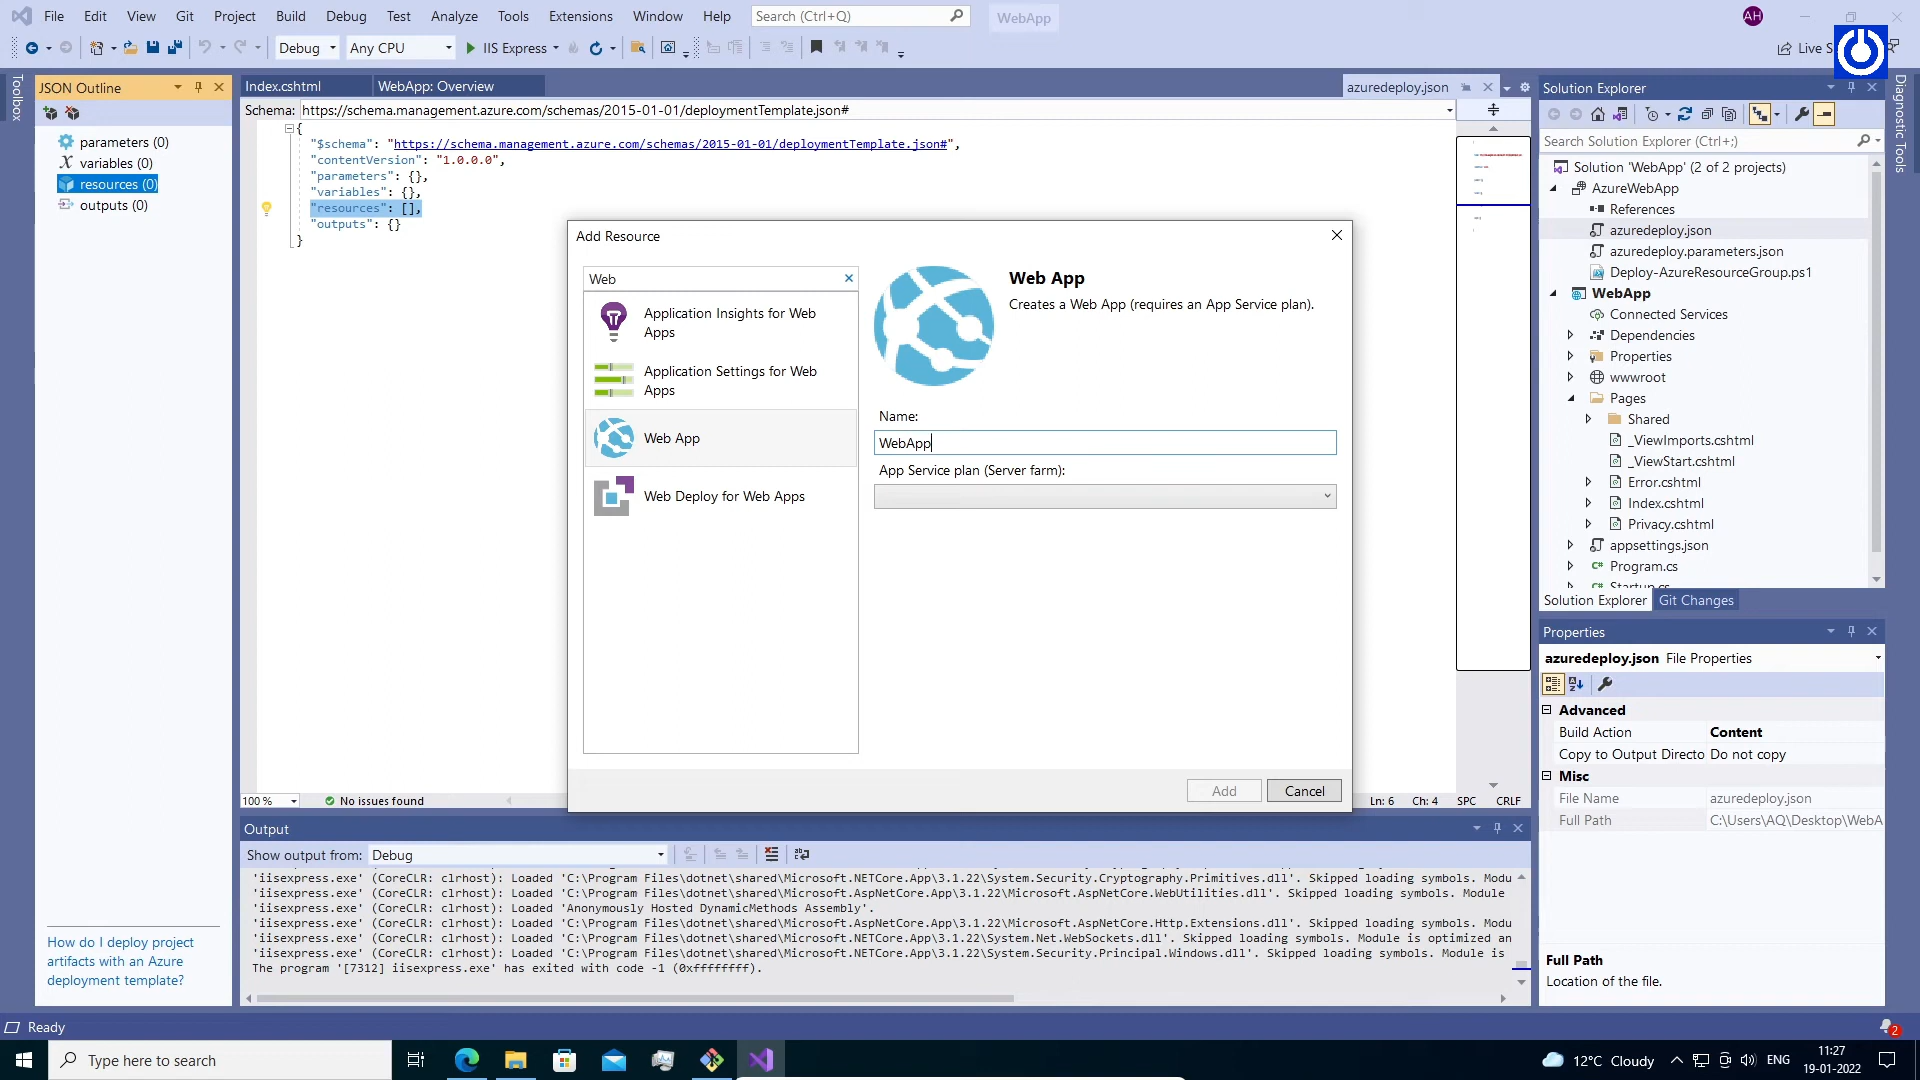 File Edit View Git Project Build Debug Test Analyze Tools Extensions Window Help Search (Ctrl+Q) WebApp AH
Debug Any CPU IIS Express Live S
Toolbox
JSON Outline
parameters (0)
variables (0)
resources (0)
outputs (0)
How do I deploy project
artifacts with an Azure
deployment template?
Index.cshtml WebApp: Overview azuredeploy.json
Schema: https://schema.management.azure.com/schemas/2015-01-01/deploymentTemplate.json#
{
"$schema": "https://schema.management.azure.com/schemas/2015-01-01/deploymentTemplate.json#",
"contentVersion": "1.0.0.0",
"parameters": {},
"variables": {},
"resources": [],
"outputs": {}
}
Add Resource
Web
Application Insights for Web
Apps
Application Settings for Web
Apps
Web App
Web Deploy for Web Apps
Web App
Creates a Web App (requires an App Service plan).
Name:
WebApp
App Service plan (Server farm):
Add Cancel
100 % No issues found Ln: 6 Ch: 4 SPC CRLF
Output
Show output from: Debug
'iisexpress.exe' (CoreCLR: clrhost): Loaded 'C:\Program Files\dotnet\shared\Microsoft.NETCore.App\3.1.22\System.Security.Cryptography.Primitives.dll'. Skipped loading symbols. Modu
'iisexpress.exe' (CoreCLR: clrhost): Loaded 'C:\Program Files\dotnet\shared\Microsoft.AspNetCore.App\3.1.22\Microsoft.AspNetCore.WebUtilities.dll'. Skipped loading symbols. Module
'iisexpress.exe' (CoreCLR: clrhost): Loaded 'Anonymously Hosted DynamicMethods Assembly'.
'iisexpress.exe' (CoreCLR: clrhost): Loaded 'C:\Program Files\dotnet\shared\Microsoft.AspNetCore.App\3.1.22\Microsoft.AspNetCore.Http.Extensions.dll'. Skipped loading symbols. Modu
'iisexpress.exe' (CoreCLR: clrhost): Loaded 'C:\Program Files\dotnet\shared\Microsoft.NETCore.App\3.1.22\System.Net.WebSockets.dll'. Skipped loading symbols. Module is optimized an
'iisexpress.exe' (CoreCLR: clrhost): Loaded 'C:\Program Files\dotnet\shared\Microsoft.NETCore.App\3.1.22\System.Security.Principal.Windows.dll'. Skipped loading symbols. Module is
The program '[7312] iisexpress.exe' has exited with code -1 (0xffffffff).
Solution Explorer
Search Solution Explorer (Ctrl+;)
Solution 'WebApp' (2 of 2 projects)
AzureWebApp
References
azuredeploy.json
azuredeploy.parameters.json
Deploy-AzureResourceGroup.ps1
WebApp
Connected Services
Dependencies
Properties
wwwroot
Pages
Shared
_ViewImports.cshtml
_ViewStart.cshtml
Error.cshtml
Index.cshtml
Privacy.cshtml
appsettings.json
C# Program.cs
C# Startup.cs
Solution Explorer Git Changes
Properties
azuredeploy.json File Properties
Advanced
Build Action Content
Copy to Output Directo Do not copy
Misc
File Name azuredeploy.json
Full Path C:\Users\AQ\Desktop\WebA
Full Path
Location of the file.
Diagnostic Tools
Ready 2
Type here to search 12°C Cloudy ENG 11:27
19-01-2022